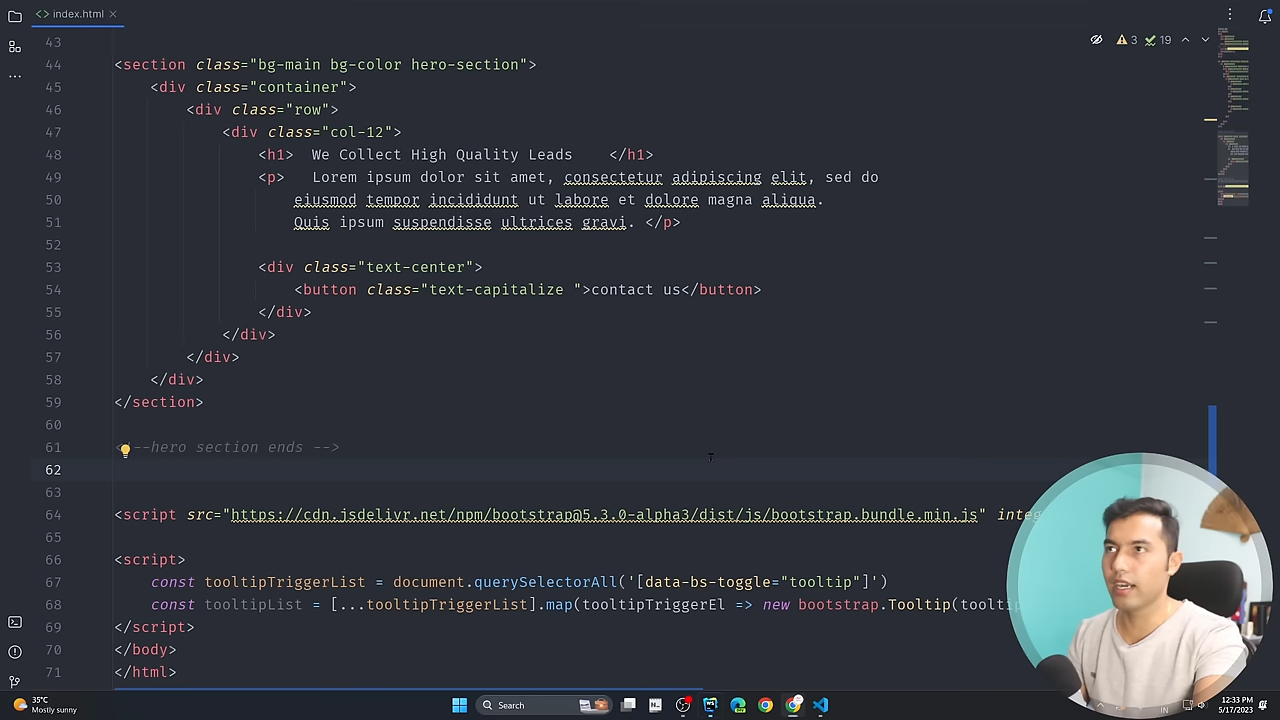 index.html
3 19
43
44 <section class="bg-main bg-color hero-section">
45 <div class="container">
46 <div class="row">
47 <div class="col-12">
48 <h1> We Collect High Quality Leads </h1>
49 <p> Lorem ipsum dolor sit amet, consectetur adipiscing elit, sed do
50 eiusmod tempor incididunt ut labore et dolore magna aliqua.
51 Quis ipsum suspendisse ultrices gravi. </p>
52
53 <div class="text-center">
54 <button class="text-capitalize ">contact us</button>
55 </div>
56 </div>
57 </div>
58 </div>
59 </section>
60
61 <!--hero section ends -->
62
63
64 <script src="https://cdn.jsdelivr.net/npm/bootstrap@5.3.0-alpha3/dist/js/bootstrap.bundle.min.js" integ
65
66 <script>
67 const tooltipTriggerList = document.querySelectorAll('[data-bs-toggle="tooltip"]')
68 const tooltipList = [...tooltipTriggerList].map(tooltipTriggerEl => new bootstrap.Tooltip(tooltip
69 </script>
70 </body>
71 </html>
35°C
Mostly sunny
Search
IN
12:33 PM
5/17/2023